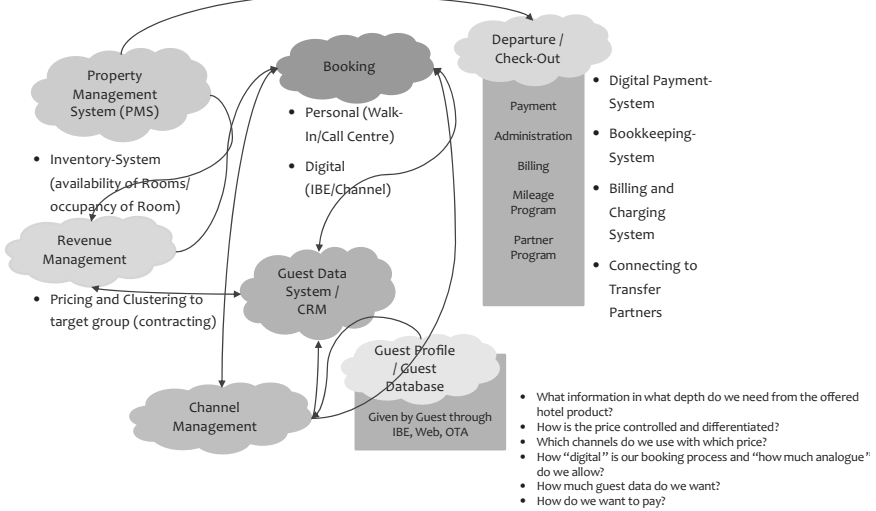 Departure /
Check-Out
Booking
Property
Management
System (PMS)
• Digital Payment-
System
Payment
• Personal (Walk-
In/Call Centre)
• Bookkeeping-
System
Administration
• Inventory-System
(availability of Rooms/
occupancy of Room)
• Digital
(IBE/Channel)
Billing
• Billing and
Charging
System
Mileage
Program
Partner
Program
Revenue
Management
• Connecting to
Transfer
Partners
Guest Data
System /
CRM
• Pricing and Clustering to
target group (contracting)
Guest Profile
/ Guest
Database
Channel
Management
Given by Guest through
IBE, Web, OTA
• What information in what depth do we need from the offered
hotel product?
• How is the price controlled and differentiated?
• Which channels do we use with which price?
• How “digital” is our booking process and “how much analogue”
do we allow?
• How much guest data do we want?
• How do we want to pay?